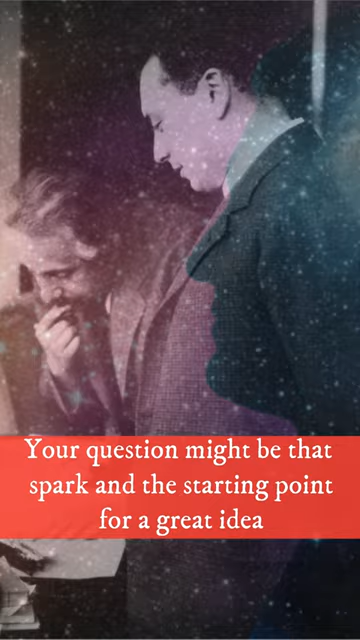 Your question might be that
spark and the starting point
for a great idea